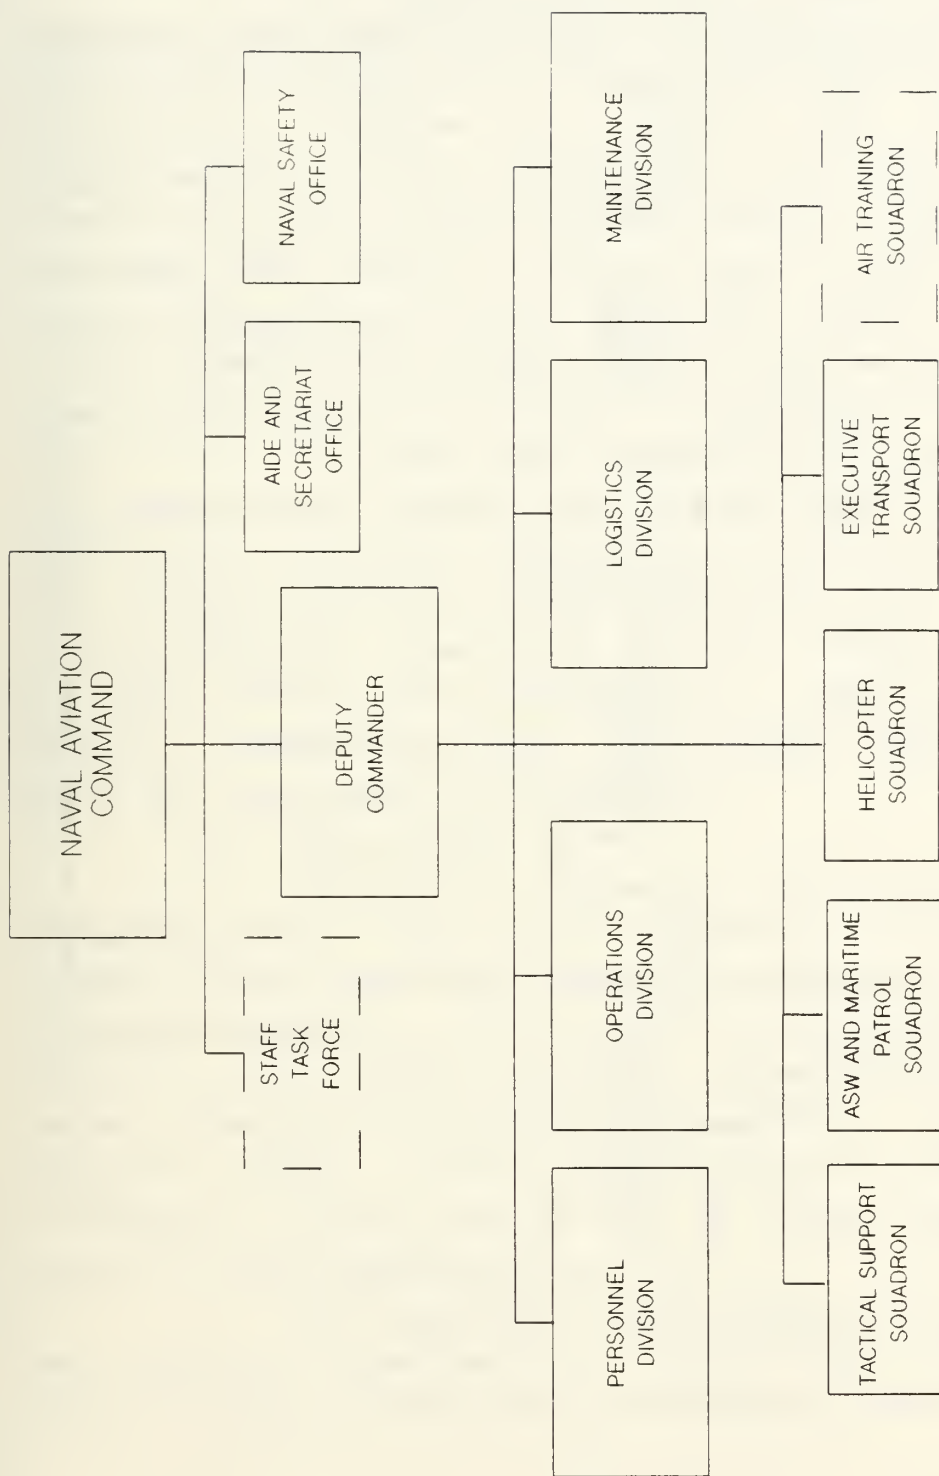 NAVAL AVIATION
COMMAND
STAFF
TASK
FORCE
AIDE AND
SECRETARIAT
OFFICE
NAVAL SAFETY
OFFICE
DEPUTY
COMMANDER
PERSONNEL
DIVISION
OPERATIONS
DIVISION
LOGISTICS
DIVISION
MAINTENANCE
DIVISION
TACTICAL SUPPORT
SQUADRON
ASW AND MARITIME
PATROL
SQUADRON
HELICOPTER
SQUADRON
EXECUTIVE
TRANSPORT
SQUADRON
AIR TRAINING
SQUADRON